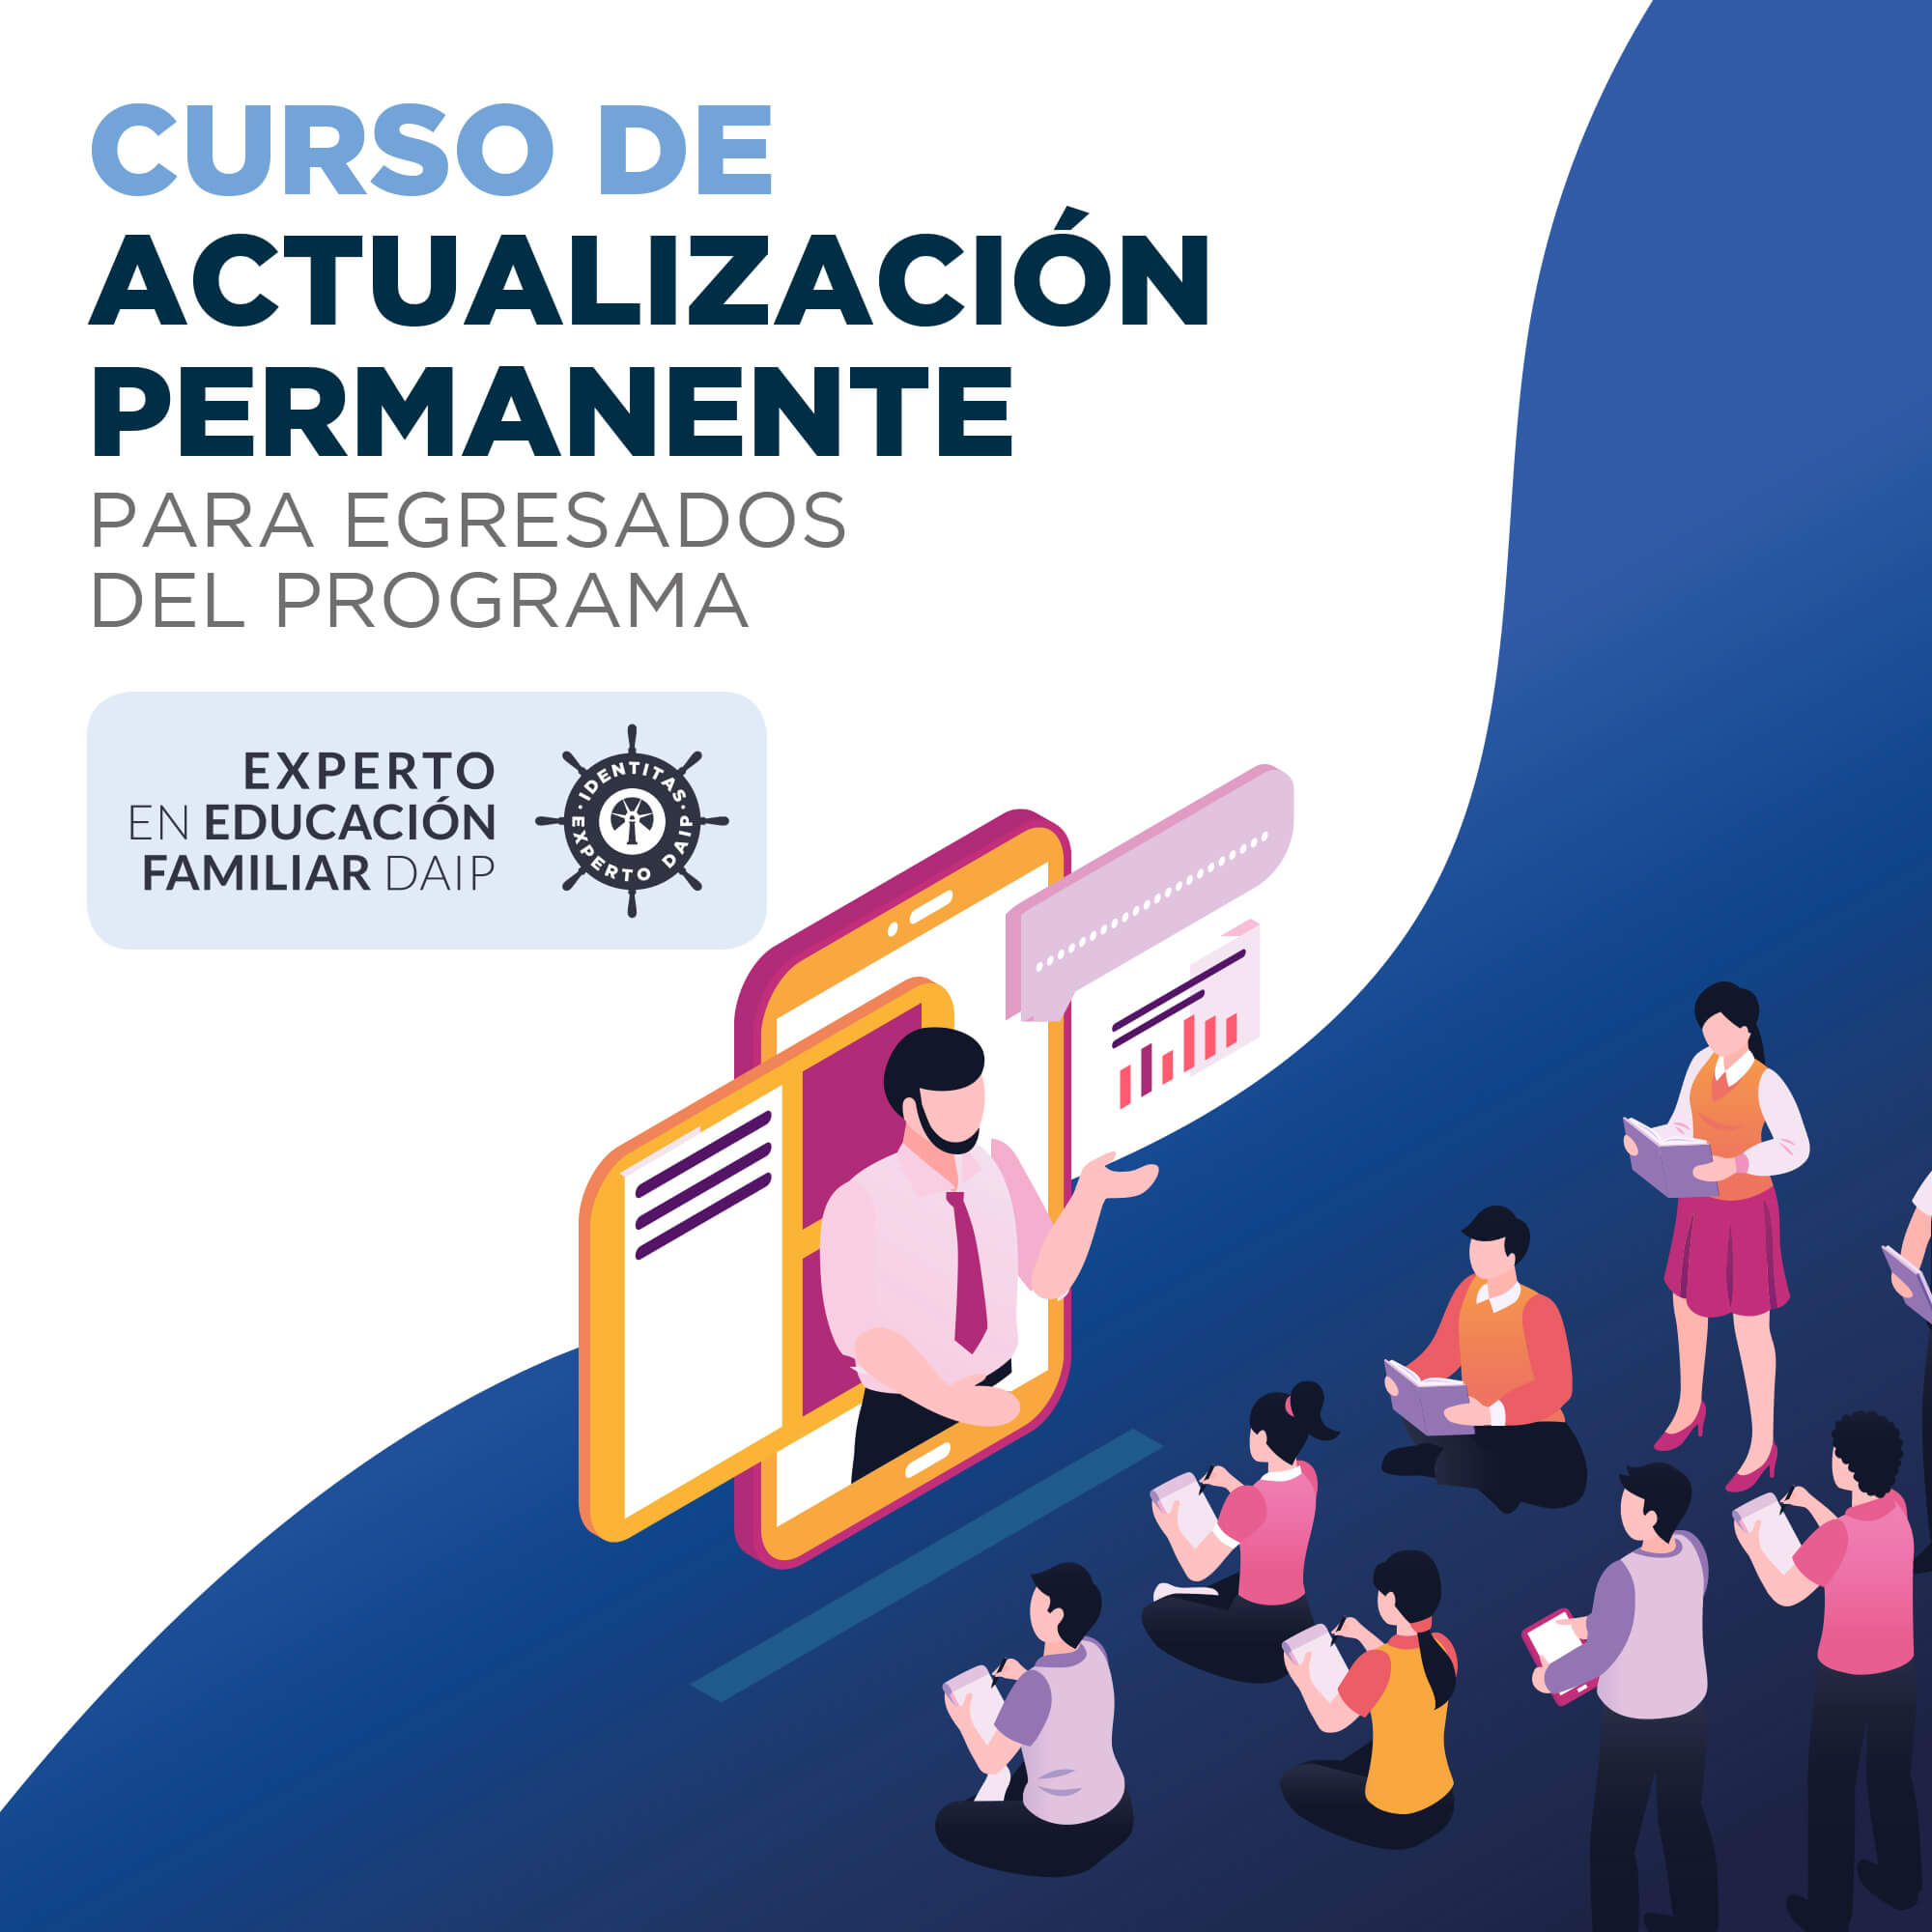 CURSO DE
ACTUALIZACIÓN
PERMANENTE
PARA EGRESADOS
DEL PROGRAMA
EXPERTO
EN EDUCACIÓN
FAMILIAR DAIP
· IDENTITAS ·
EXPERTO DAIP